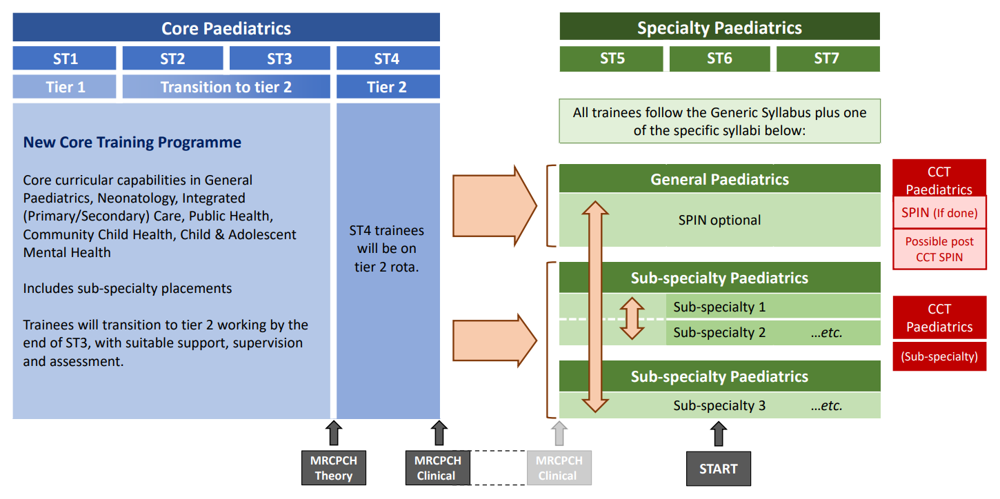 Core Paediatrics
ST1
ST2
ST3
ST4
Tier 1
Transition to tier 2
Tier 2
New Core Training Programme
Core curricular capabilities in General
Paediatrics, Neonatology, Integrated
(Primary/Secondary) Care, Public Health,
Community Child Health, Child & Adolescent
Mental Health
Includes sub-specialty placements
Trainees will transition to tier 2 working by the
end of ST3, with suitable support, supervision
and assessment.
ST4 trainees
will be on
tier 2 rota.
Specialty Paediatrics
ST5
ST6
ST7
All trainees follow the Generic Syllabus plus one
of the specific syllabi below:
General Paediatrics
SPIN optional
Sub-specialty Paediatrics
Sub-specialty 1
Sub-specialty 2 ...etc.
Sub-specialty Paediatrics
Sub-specialty 3 ...etc.
CCT
Paediatrics
SPIN (If done)
Possible post
CCT SPIN
CCT
Paediatrics
(Sub-specialty)
MRCPCH
Theory
MRCPCH
Clinical
MRCPCH
Clinical
START